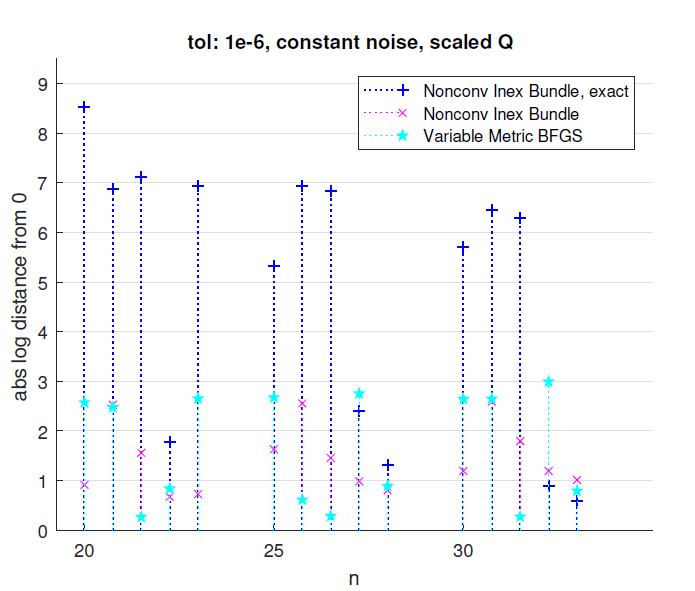 tol: 1e-6, constant noise, scaled Q
Nonconv Inex Bundle, exact
Nonconv Inex Bundle
Variable Metric BFGS
abs log distance from 0
9
8
7
6
5
4
3
2
1
0
20 25 30
n